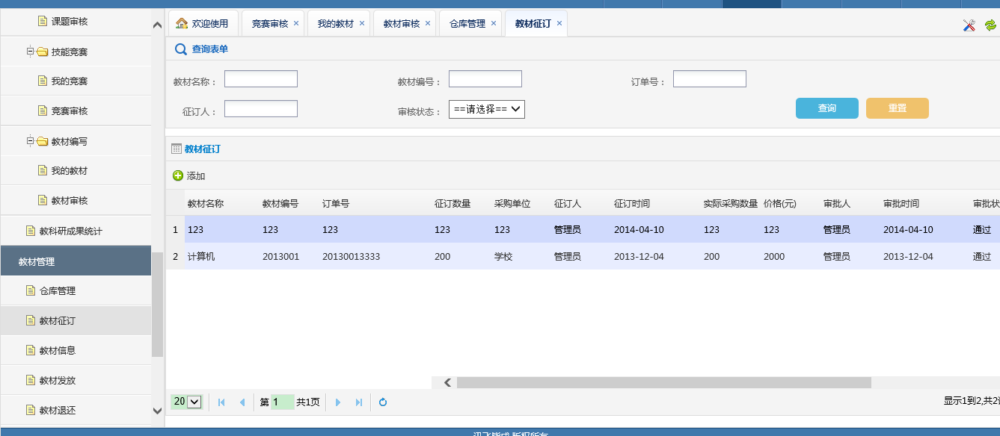 课题审核
技能竞赛
我的竞赛
竞赛审核
教材编写
我的教材
教材审核
教科研成果统计
教材管理
仓库管理
教材征订
教材信息
教材发放
教材退还
欢迎使用 竞赛审核 × 我的教材 × 教材审核 × 仓库管理 × 教材征订 ×
查询表单
教材名称： 教材编号： 订单号：
征订人： 审核状态： ==请选择== 查询 重置
教材征订
添加
教材名称 教材编号 订单号 征订数量 采购单位 征订人 征订时间 实际采购数量 价格(元) 审批人 审批时间 审批状
1 123 123 123 123 123 管理员 2014-04-10 123 123 管理员 2014-04-10 通过
2 计算机 2013001 20130013333 200 学校 管理员 2013-12-04 200 2000 管理员 2013-12-04 通过
20 第 1 共1页 显示1到2,共2